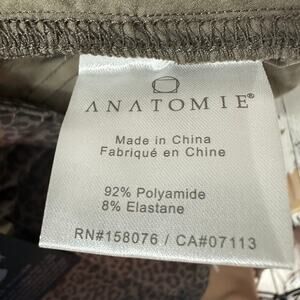 ANATOMIE®
Made in China
Fabriqué en Chine
92% Polyamide
8% Elastane
RN#158076 / CA#07113